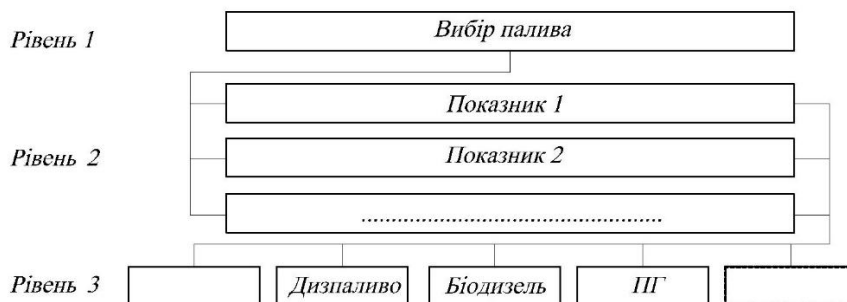 Рівень 1 Вибір палива
Показник 1
Рівень 2 Показник 2
....................................................
Рівень 3 Дизпаливо Біодизель ПГ